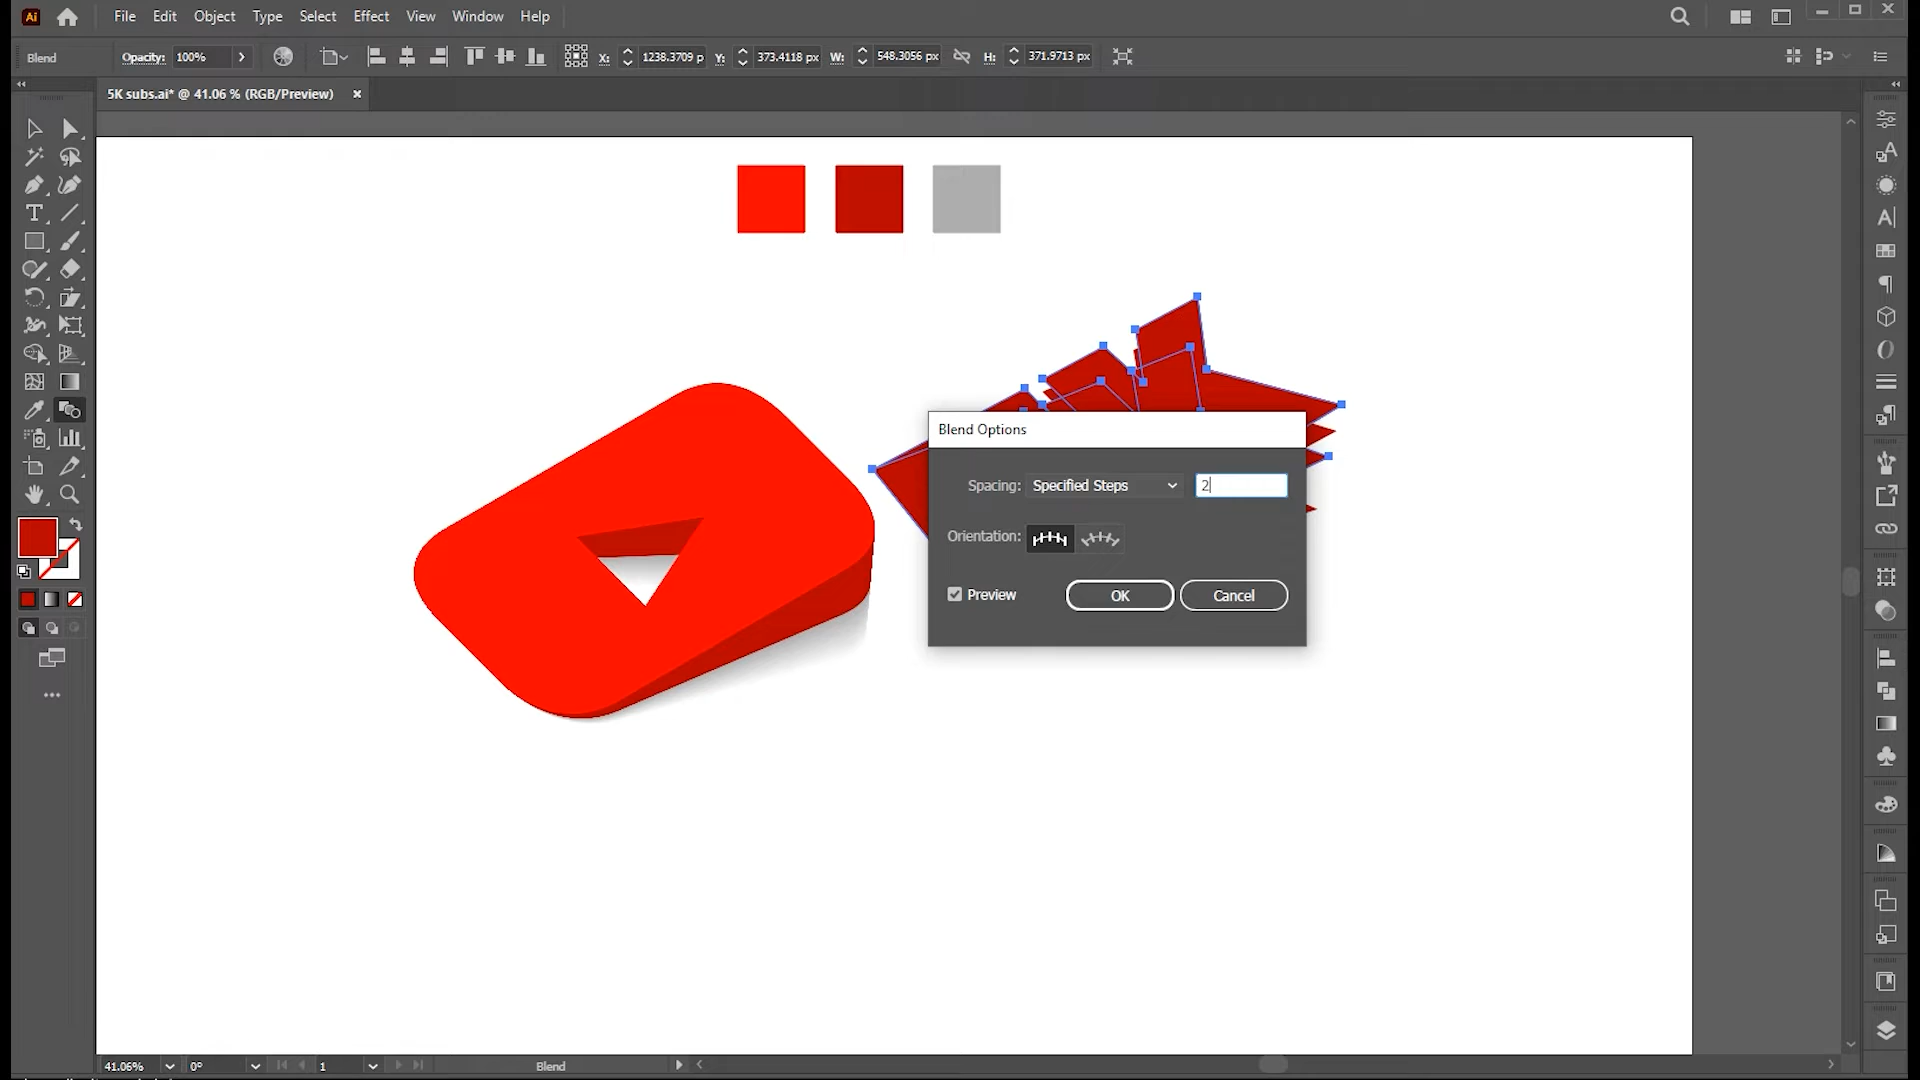 Ai File Edit Object Type Select Effect View Window Help
Blend Opacity: 100% X: 1238.3709 p Y: 373.4118 px W: 548.3056 px H: 371.9713 px
5K subs.ai* @ 41.06 % (RGB/Preview)
Blend Options
Spacing: Specified Steps 2
Orientation:
Preview OK Cancel
41.06% 0° 1 Blend